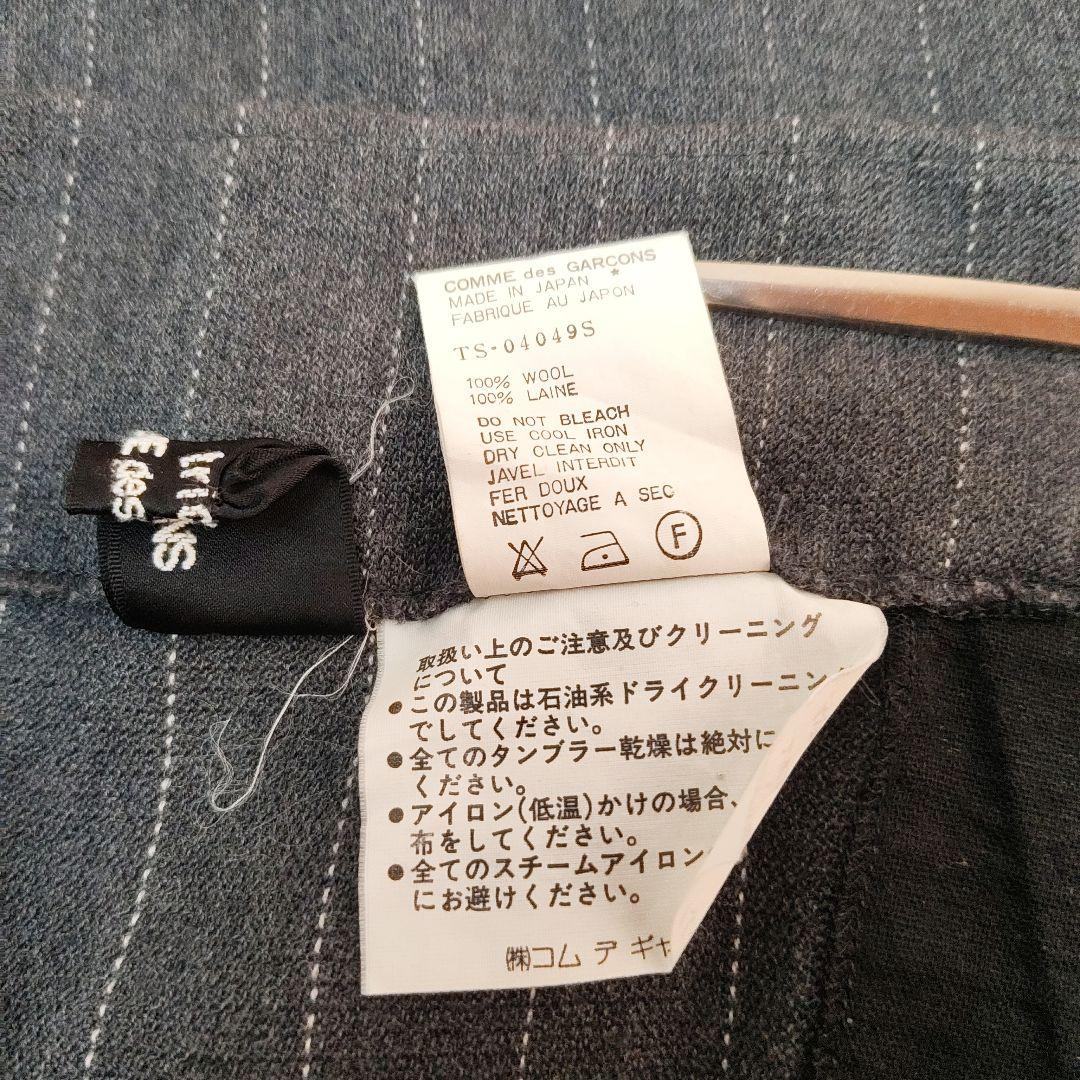 COMME des GARCONS
MADE IN JAPAN *
FABRIQUE AU JAPON
TS-04049S
100% WOOL
100% LAINE
DO NOT BLEACH
USE COOL IRON
DRY CLEAN ONLY
JAVEL INTERDIT
FER DOUX
NETTOYAGE A SEC
F
取扱い上のご注意及びクリーニング
について
●この製品は石油系ドライクリーニン
でしてください。
●全てのタンブラー乾燥は絶対に
ください。
●アイロン(低温)かけの場合、
布をしてください。
●全てのスチームアイロン
にお避けください。
㈱コム デ ギャ
tri
E des
NS